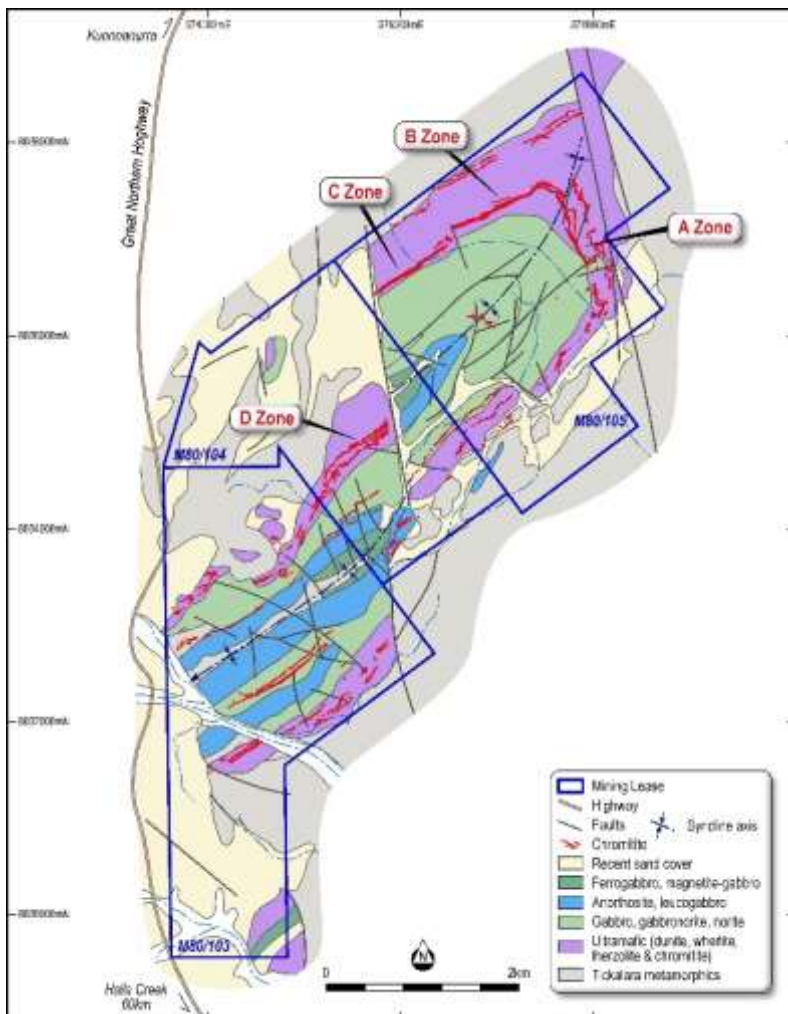 Kununurra
Great Northern Highway
B Zone
C Zone
A Zone
D Zone
M80/105
M80/104
M80/103
Halls Creek
60km
0
2km
Mining Lease
Highway
Faults
Syncline axis
Chromitite
Recent sand cover
Ferrogabbro, magnetite-gabbro
Anorthosite, leucogabbro
Gabbro, gabbronorite, norite
Ultramafic (dunite, wherlite,
lherzolite & chromitite)
Tickalara metamorphics